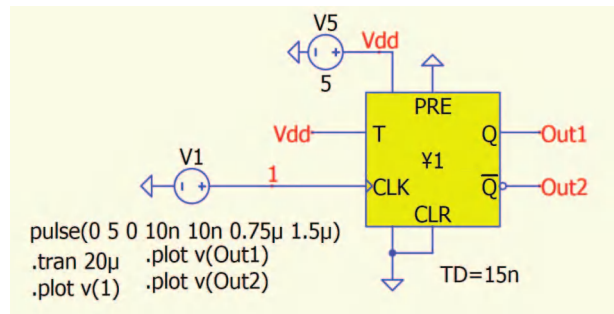 V5
Vdd
5
PRE
Vdd T Q Out1
¥1
V1
1
CLK Q Out2
CLR
pulse(0 5 0 10n 10n 0.75µ 1.5µ)
.tran 20µ .plot v(Out1)
.plot v(1) .plot v(Out2)
TD=15n